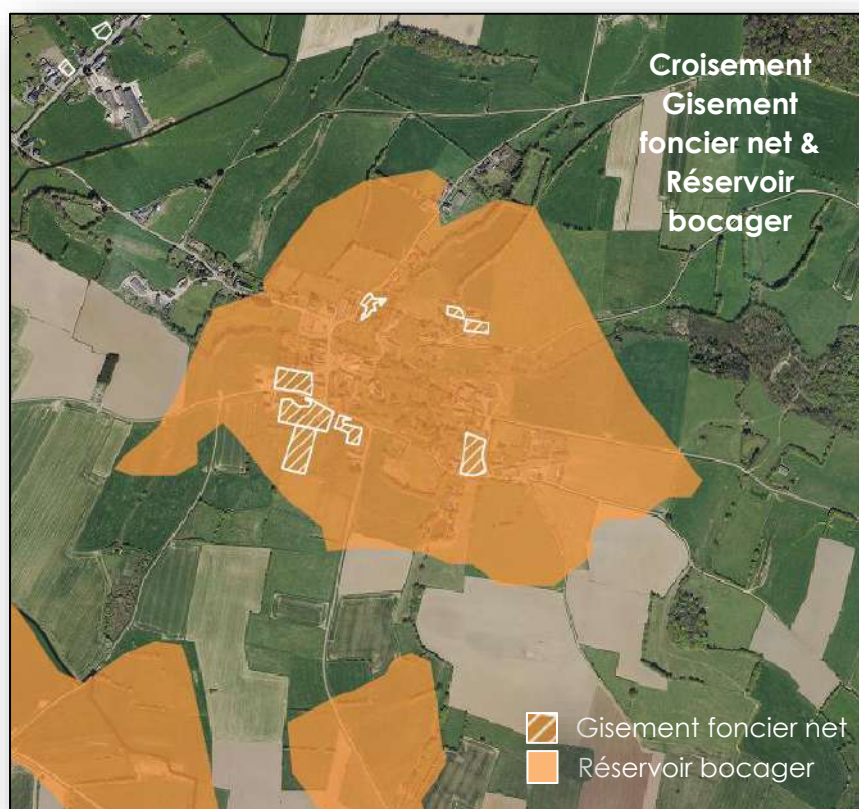 Croisement
Gisement
foncier net &
Réservoir
bocager
Gisement foncier net
Réservoir bocager